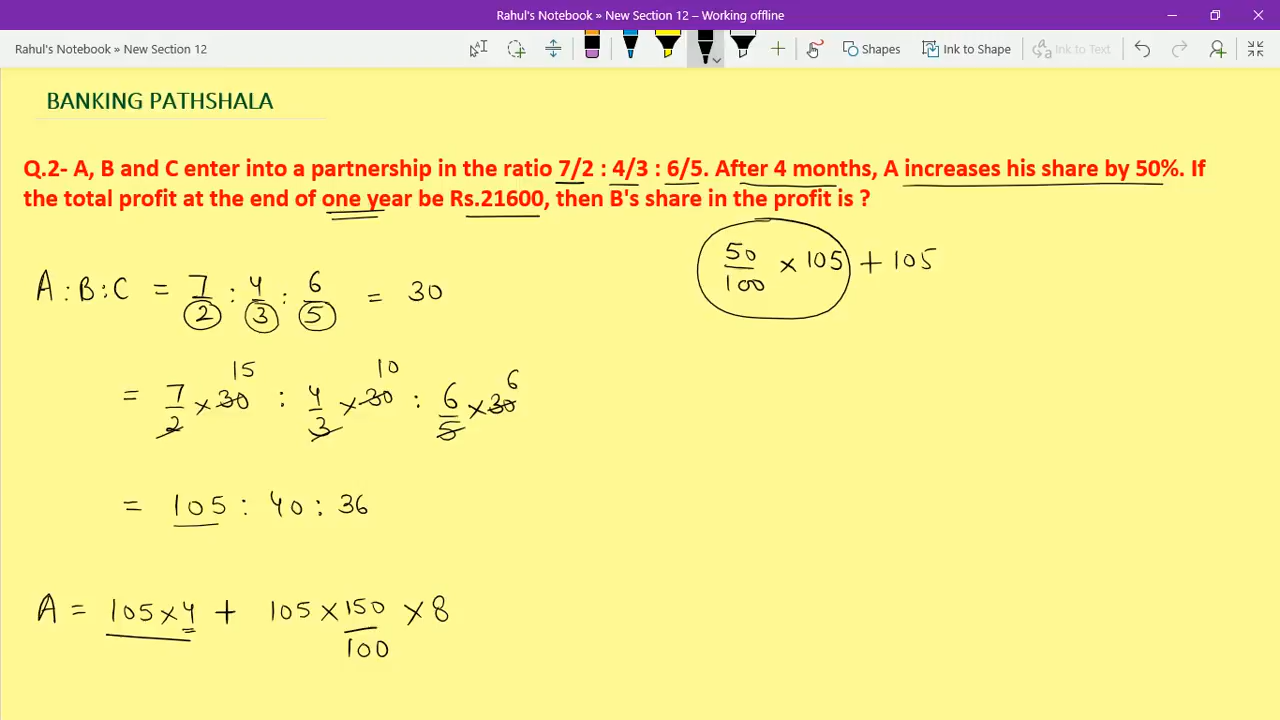 Rahul's Notebook » New Section 12 – Working offline
Rahul's Notebook » New Section 12
Shapes
Ink to Shape
Ink to Text
BANKING PATHSHALA
Q.2- A, B and C enter into a partnership in the ratio 7/2 : 4/3 : 6/5. After 4 months, A increases his share by 50%. If
the total profit at the end of one year be Rs.21600, then B's share in the profit is ?
50/100 × 105 + 105
A : B : C = 7/2 : 4/3 : 6/5 = 30
15 10 6
= 7/2 × 30 : 4/3 × 30 : 6/5 × 30
= 105 : 40 : 36
A = 105 × 4 + 105 × 150/100 × 8